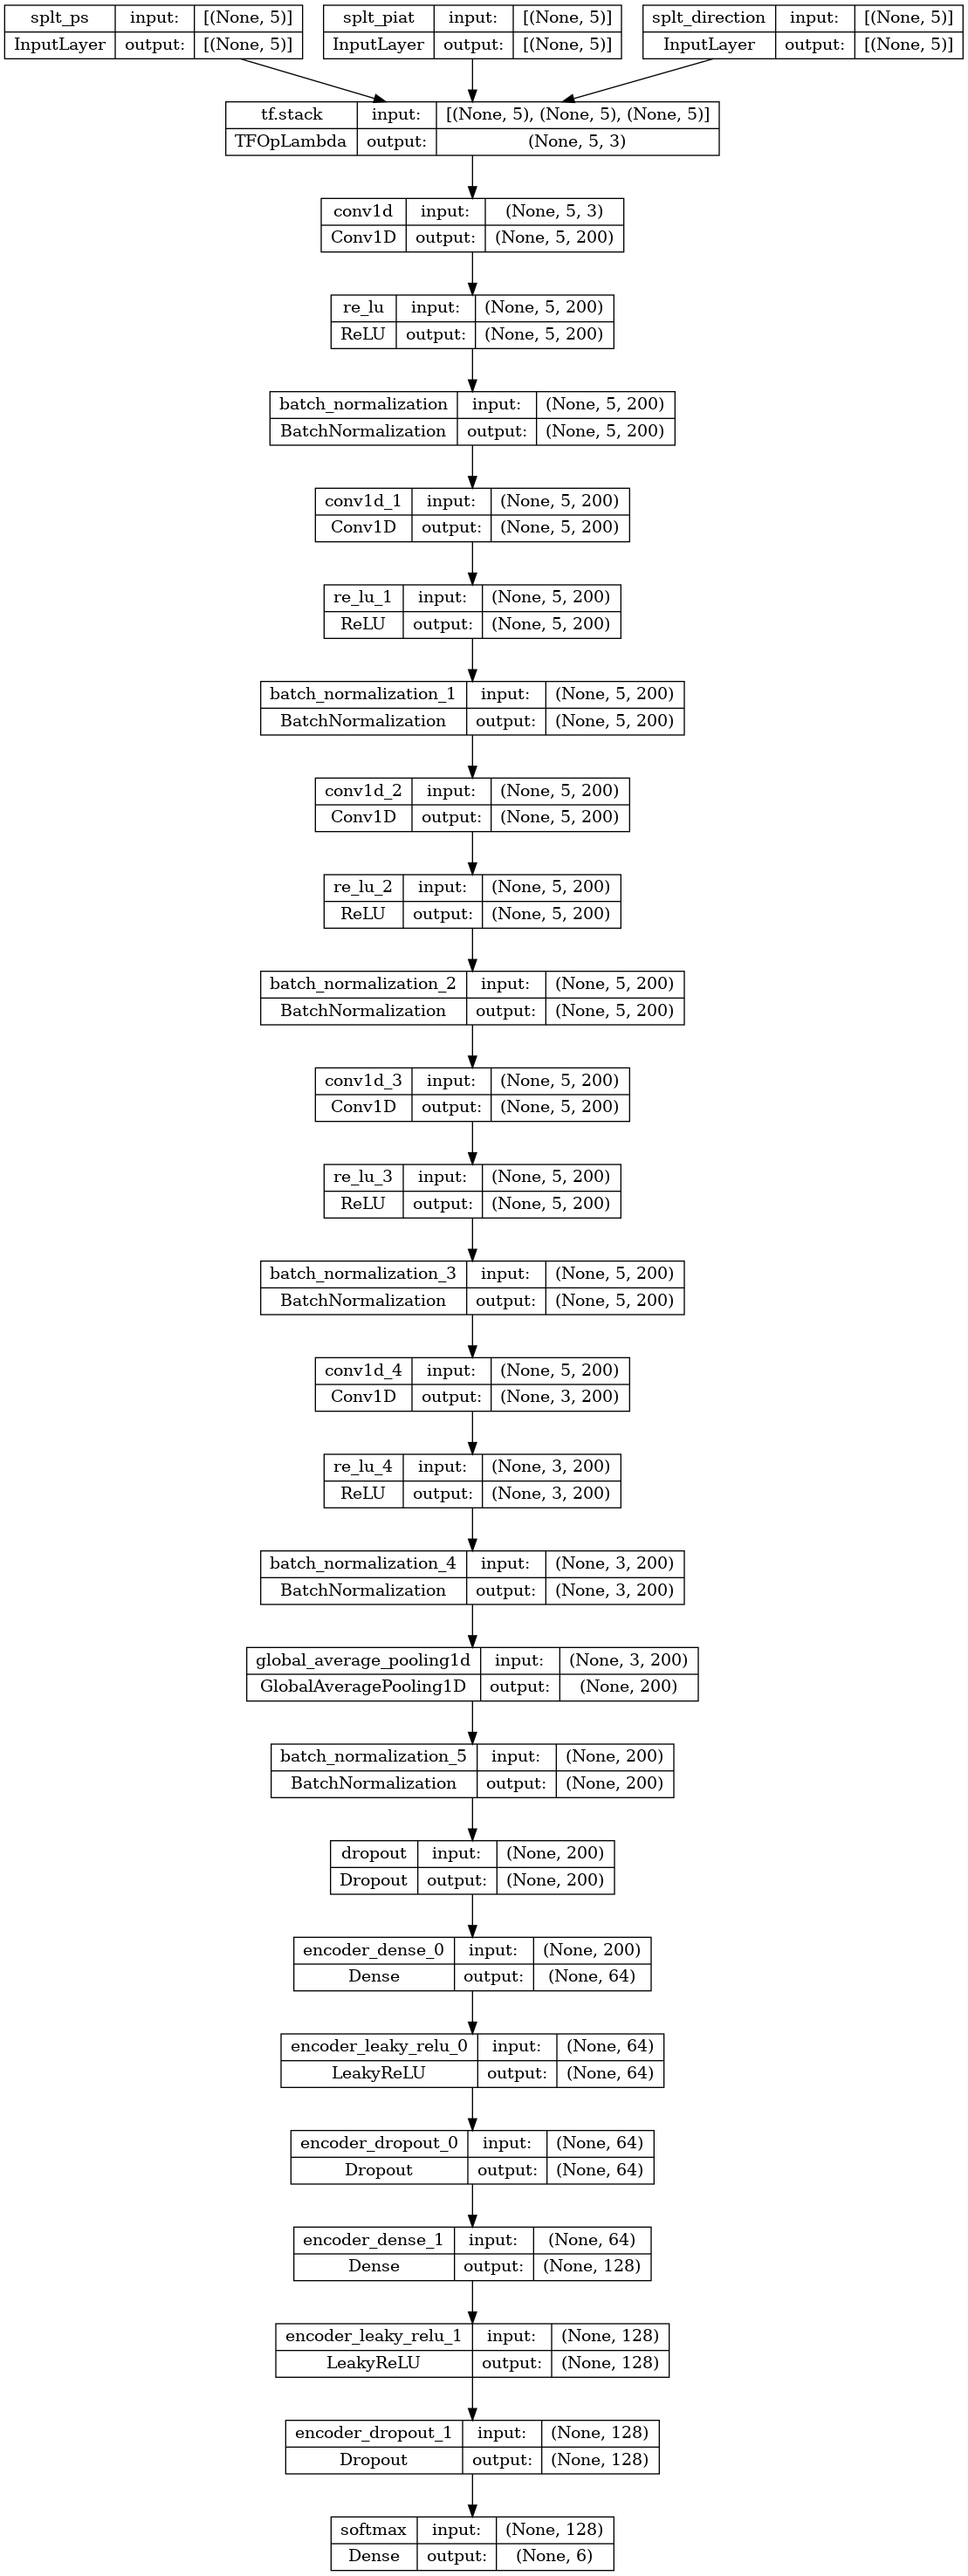 splt_ps input: [(None, 5)]
InputLayer output: [(None, 5)]
splt_piat input: [(None, 5)]
InputLayer output: [(None, 5)]
splt_direction input: [(None, 5)]
InputLayer output: [(None, 5)]
tf.stack input: [(None, 5), (None, 5), (None, 5)]
TFOpLambda output: (None, 5, 3)
conv1d input: (None, 5, 3)
Conv1D output: (None, 5, 200)
re_lu input: (None, 5, 200)
ReLU output: (None, 5, 200)
batch_normalization input: (None, 5, 200)
BatchNormalization output: (None, 5, 200)
conv1d_1 input: (None, 5, 200)
Conv1D output: (None, 5, 200)
re_lu_1 input: (None, 5, 200)
ReLU output: (None, 5, 200)
batch_normalization_1 input: (None, 5, 200)
BatchNormalization output: (None, 5, 200)
conv1d_2 input: (None, 5, 200)
Conv1D output: (None, 5, 200)
re_lu_2 input: (None, 5, 200)
ReLU output: (None, 5, 200)
batch_normalization_2 input: (None, 5, 200)
BatchNormalization output: (None, 5, 200)
conv1d_3 input: (None, 5, 200)
Conv1D output: (None, 5, 200)
re_lu_3 input: (None, 5, 200)
ReLU output: (None, 5, 200)
batch_normalization_3 input: (None, 5, 200)
BatchNormalization output: (None, 5, 200)
conv1d_4 input: (None, 5, 200)
Conv1D output: (None, 3, 200)
re_lu_4 input: (None, 3, 200)
ReLU output: (None, 3, 200)
batch_normalization_4 input: (None, 3, 200)
BatchNormalization output: (None, 3, 200)
global_average_pooling1d input: (None, 3, 200)
GlobalAveragePooling1D output: (None, 200)
batch_normalization_5 input: (None, 200)
BatchNormalization output: (None, 200)
dropout input: (None, 200)
Dropout output: (None, 200)
encoder_dense_0 input: (None, 200)
Dense output: (None, 64)
encoder_leaky_relu_0 input: (None, 64)
LeakyReLU output: (None, 64)
encoder_dropout_0 input: (None, 64)
Dropout output: (None, 64)
encoder_dense_1 input: (None, 64)
Dense output: (None, 128)
encoder_leaky_relu_1 input: (None, 128)
LeakyReLU output: (None, 128)
encoder_dropout_1 input: (None, 128)
Dropout output: (None, 128)
softmax input: (None, 128)
Dense output: (None, 6)